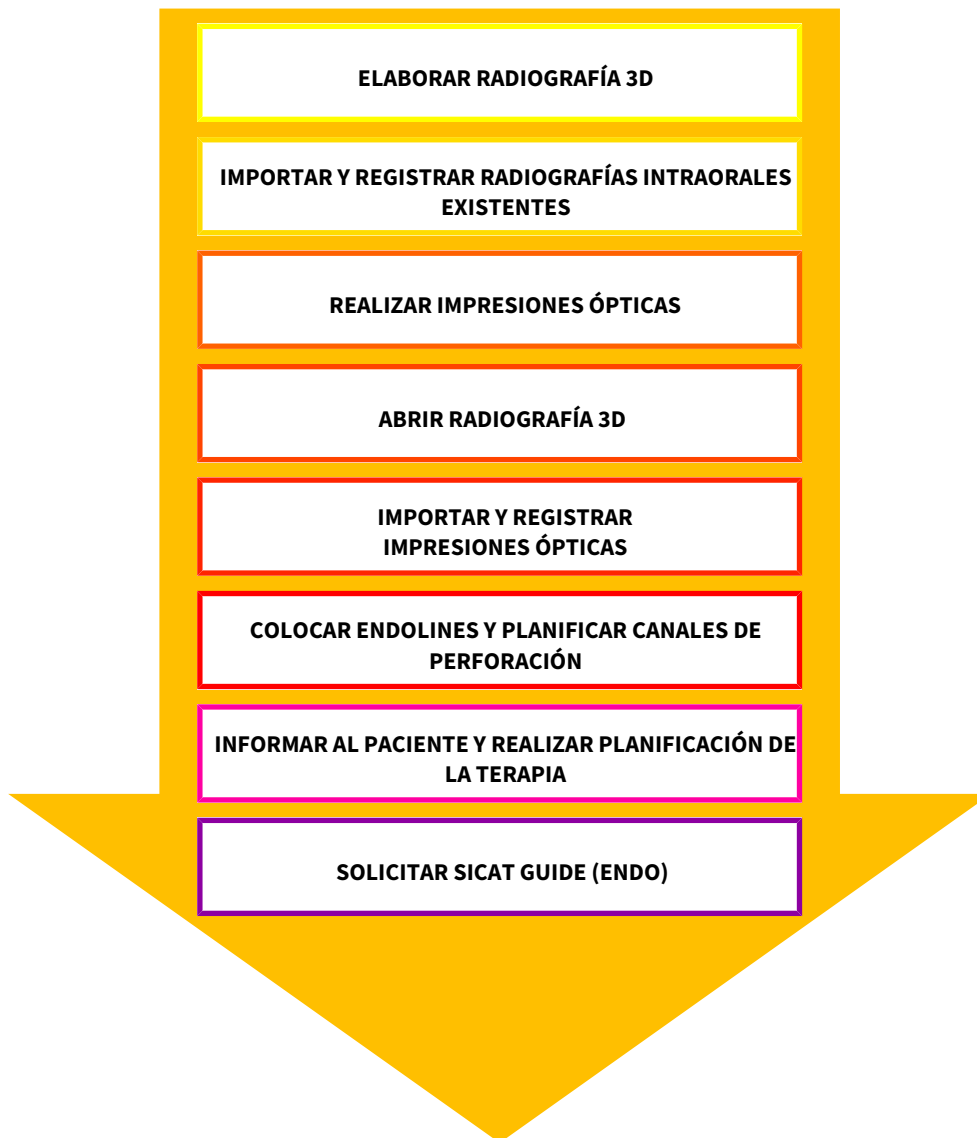 ELABORAR RADIOGRAFÍA 3D
IMPORTAR Y REGISTRAR RADIOGRAFÍAS INTRAORALES
EXISTENTES
REALIZAR IMPRESIONES ÓPTICAS
ABRIR RADIOGRAFÍA 3D
IMPORTAR Y REGISTRAR
IMPRESIONES ÓPTICAS
COLOCAR ENDOLINES Y PLANIFICAR CANALES DE
PERFORACIÓN
INFORMAR AL PACIENTE Y REALIZAR PLANIFICACIÓN DE
LA TERAPIA
SOLICITAR SICAT GUIDE (ENDO)